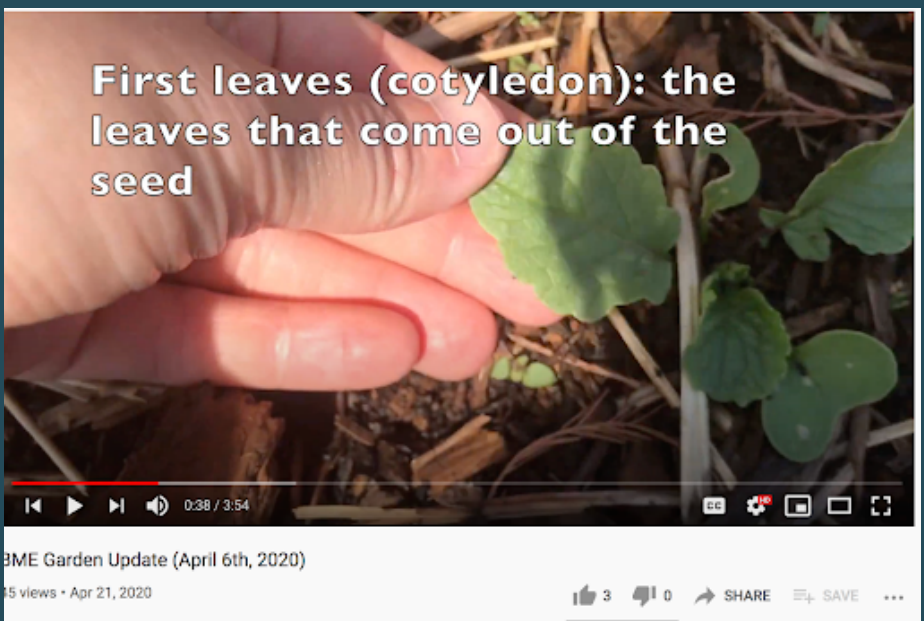 First leaves (cotyledon): the
leaves that come out of the
seed
0:38 / 3:54
CC
HD
BME Garden Update (April 6th, 2020)
views • Apr 21, 2020
3
0
SHARE
SAVE